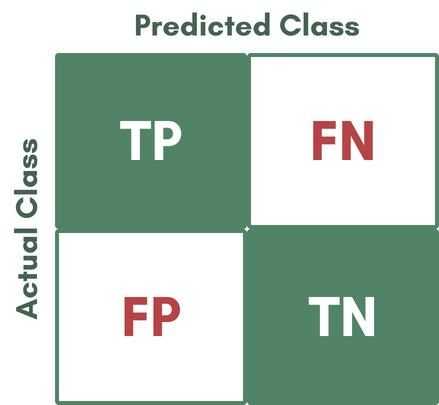 Predicted Class
Actual Class
TP
FN
FP
TN